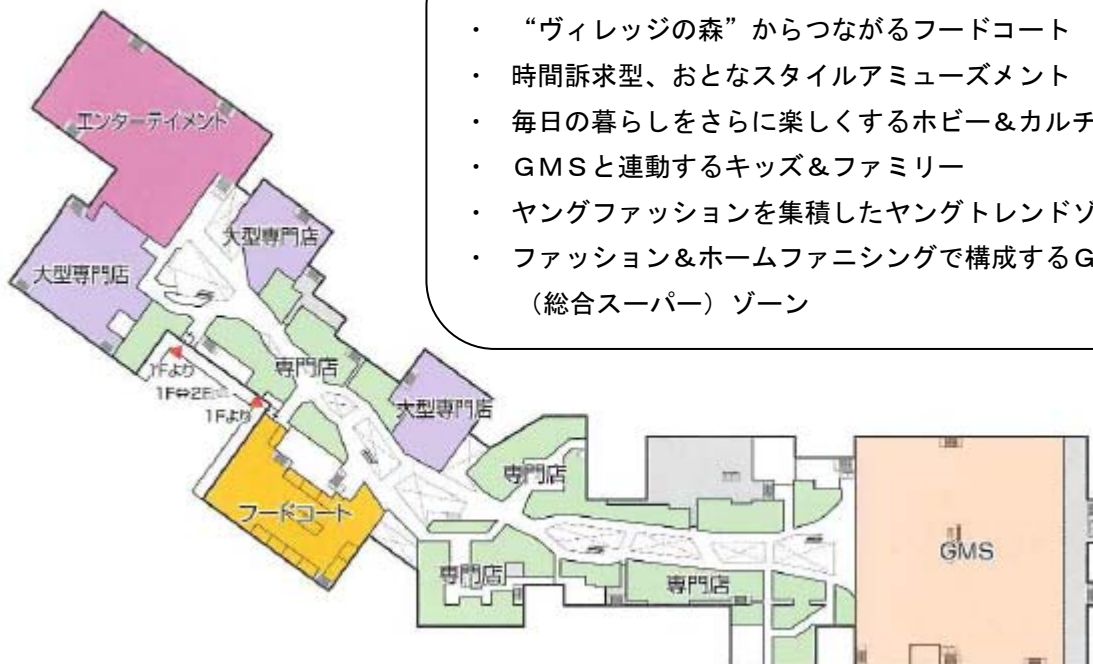 ・ “ヴィレッジの森”からつながるフードコート
・ 時間訴求型、おとなスタイルアミューズメント
・ 毎日の暮らしをさらに楽しくするホビー&カルチ
・ GMSと連動するキッズ&ファミリー
・ ヤングファッションを集積したヤングトレンドゾ
・ ファッション&ホームファニシングで構成するG
（総合スーパー）ゾーン
エンターテイメント
大型専門店
大型専門店
専門店
1Fより
1F⇔2F
1Fより
大型専門店
専門店
フードコート
専門店
専門店
GMS